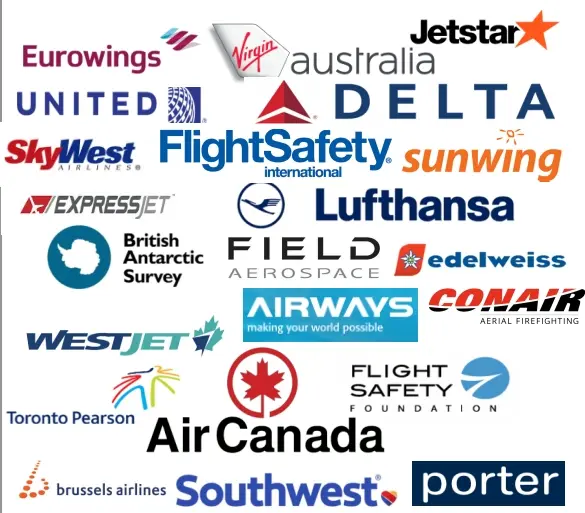 Eurowings
Virgin
australia
Jetstar
UNITED
DELTA
SkyWest
AIRLINES®
FlightSafety®
international
sunwing
EXPRESSJET
Lufthansa
British
Antarctic
Survey
FIELD
AEROSPACE
edelweiss
AIRWAYS
making your world possible
CONAIR
AERIAL FIREFIGHTING
WESTJET
Toronto Pearson
Air Canada
FLIGHT
SAFETY
FOUNDATION
brussels airlines
Southwest®
porter